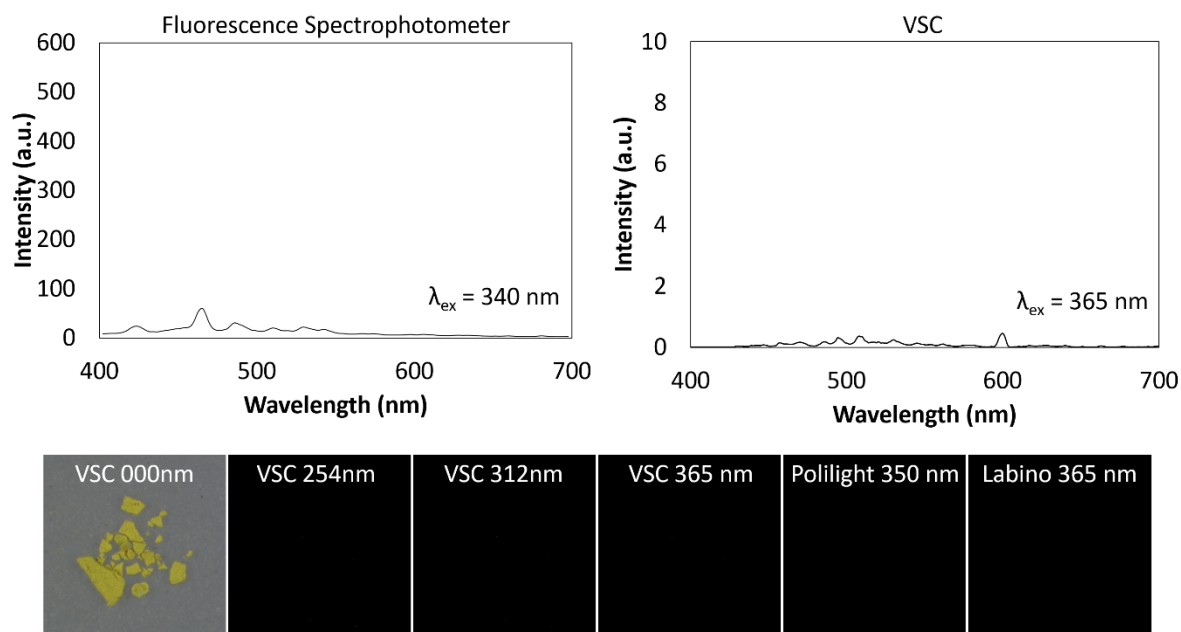 Fluorescence Spectrophotometer
600
500
400
300
200
100
0
400
500
600
700
Intensity (a.u.)
Wavelength (nm)
λex = 340 nm
VSC
10
8
6
4
2
0
400
500
600
700
Intensity (a.u.)
Wavelength (nm)
λex = 365 nm
VSC 000nm
VSC 254nm
VSC 312nm
VSC 365 nm
Polilight 350 nm
Labino 365 nm